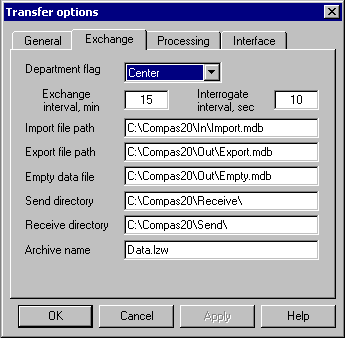 Transfer options
General Exchange Processing Interface
Department flag Center
Exchange interval, min 15 Interrogate interval, sec 10
Import file path C:\Compas20\In\Import.mdb
Export file path C:\Compas20\Out\Export.mdb
Empty data file C:\Compas20\Out\Empty.mdb
Send directory C:\Compas20\Receive\
Receive directory C:\Compas20\Send\
Archive name Data.lzw
OK Cancel Apply Help